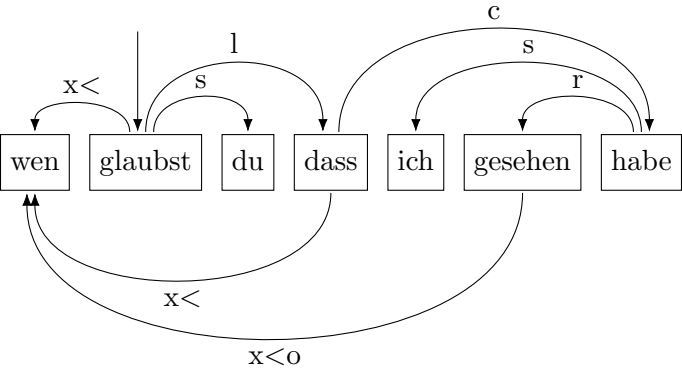 c
l
s
x<
s
r
wen glaubst du dass ich gesehen habe
x<
x<o